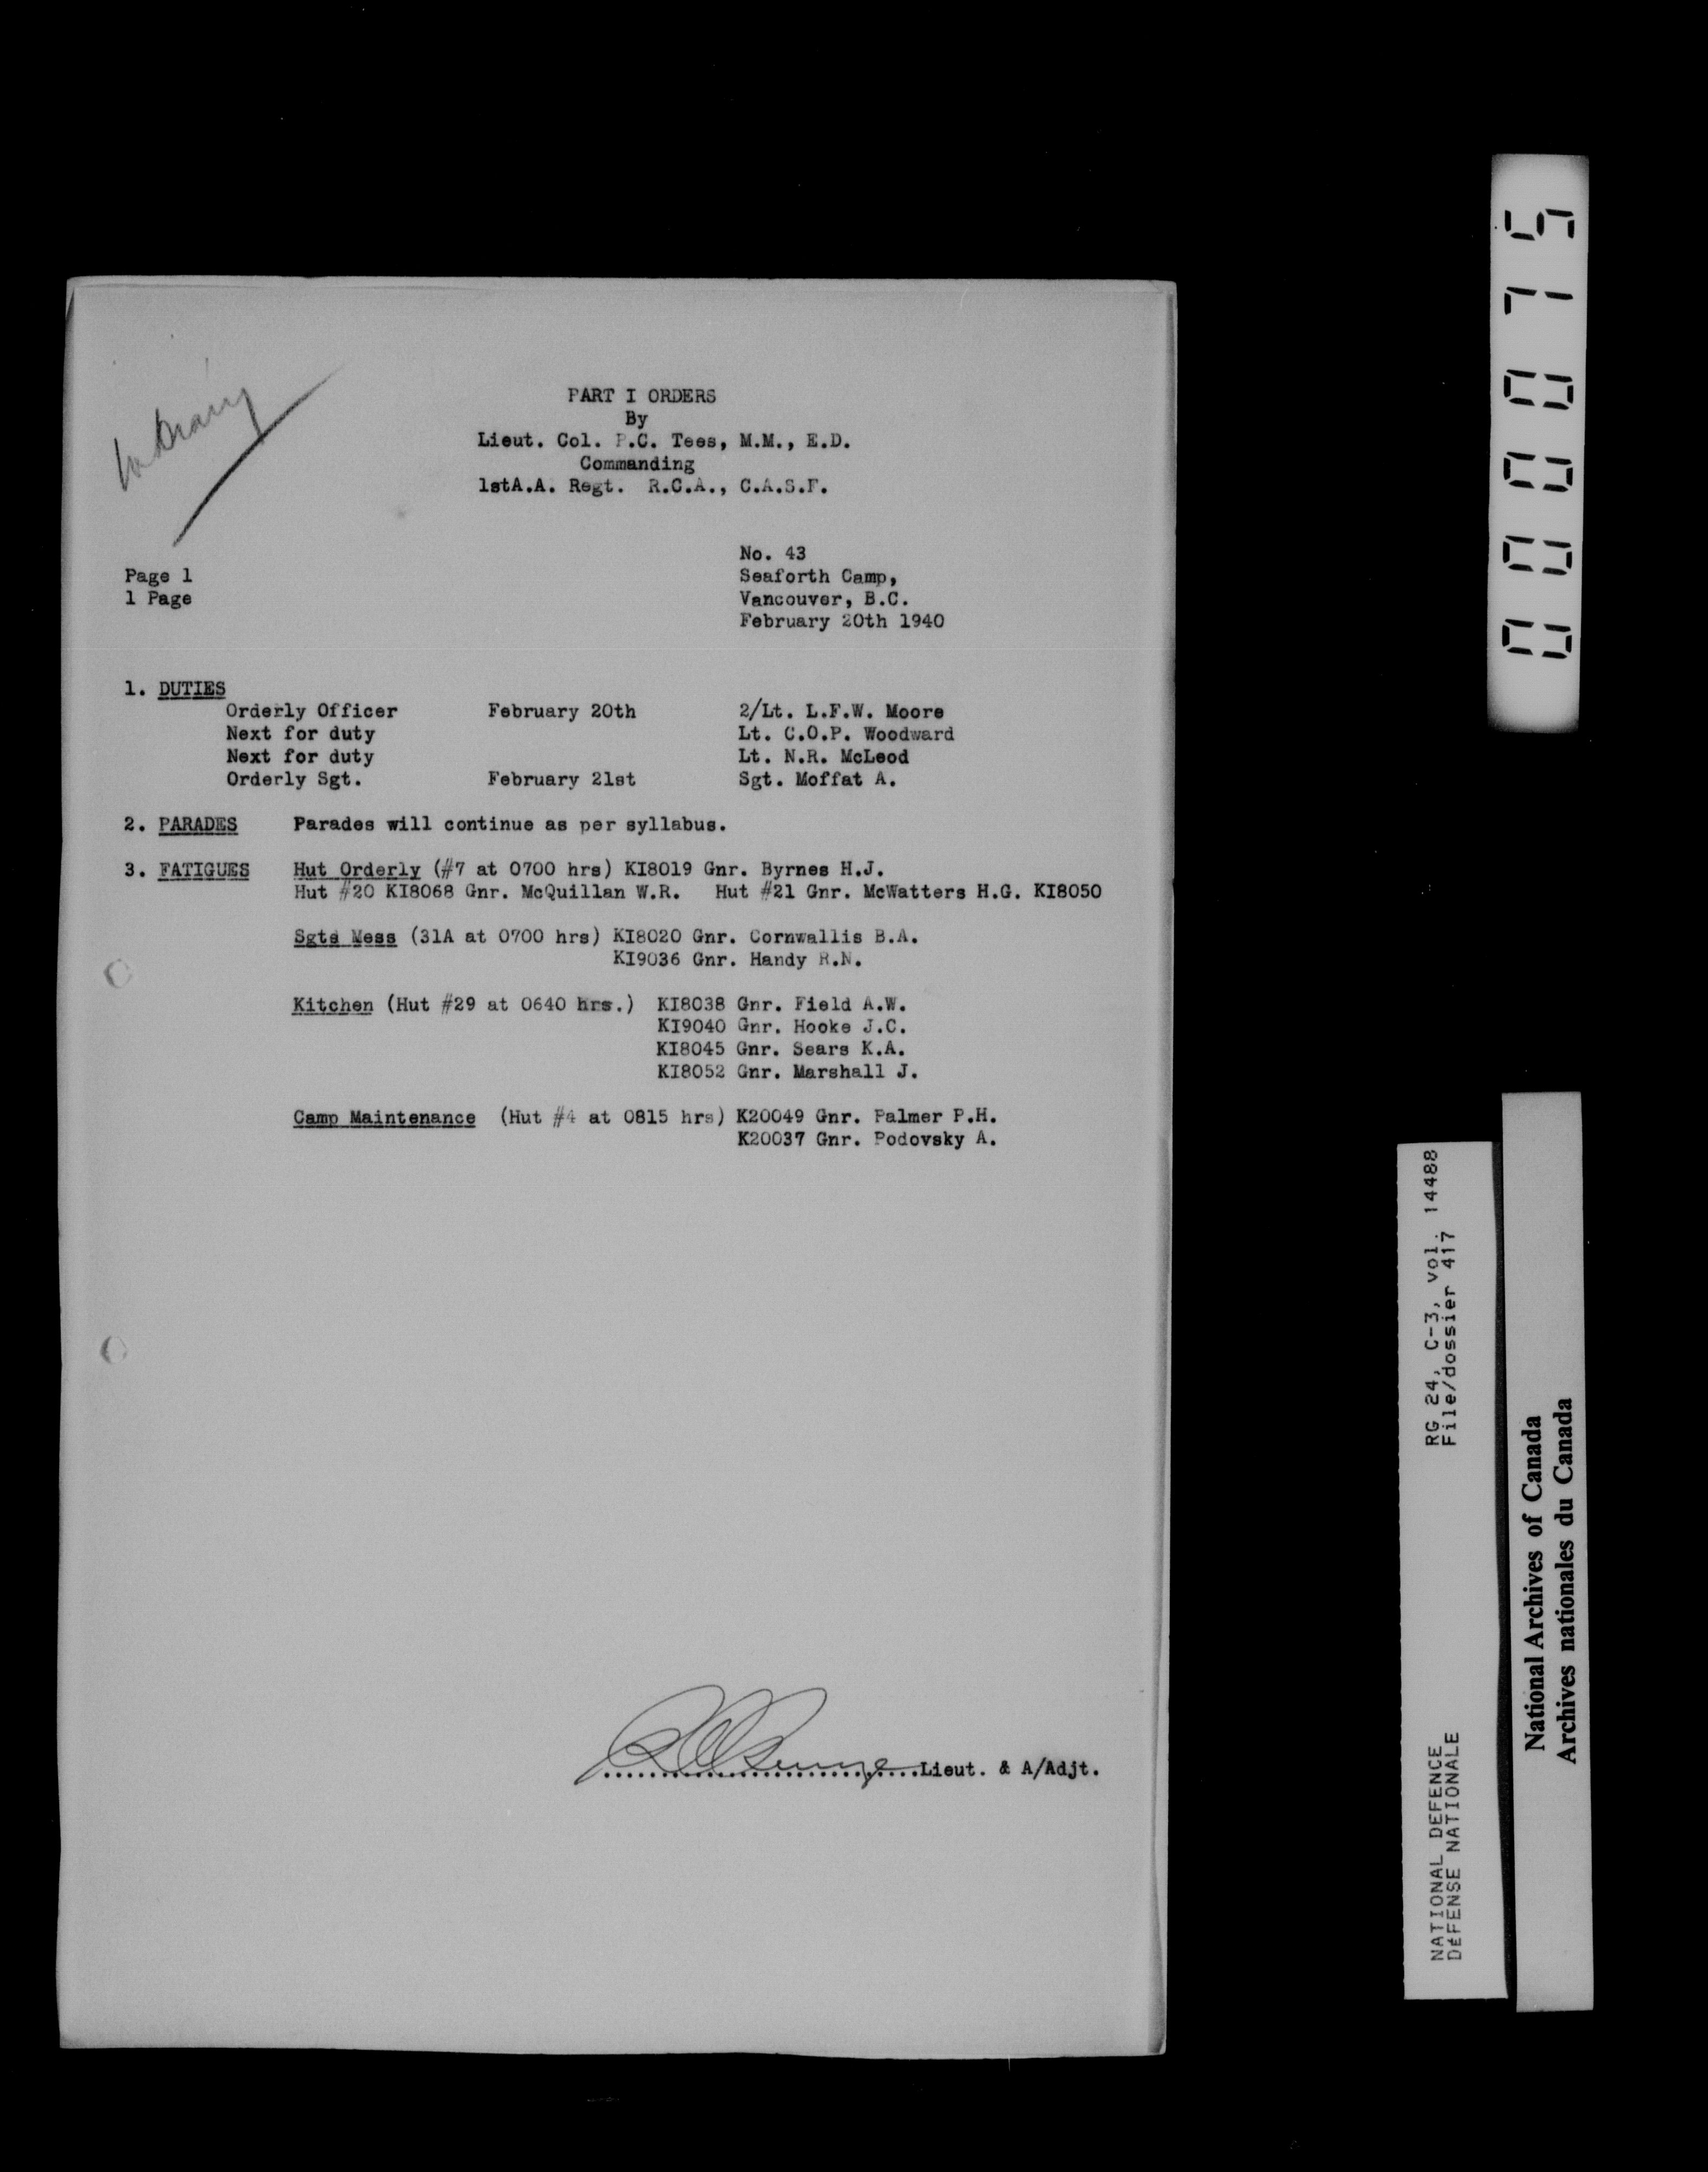 War Diary
PART I ORDERS
By
Lieut. Col. P.C. Tees, M.M., E.D.
Commanding
1stA.A. Regt. R.C.A., C.A.S.F.
No. 43
Page 1 Seaforth Camp,
1 Page Vancouver, B.C.
February 20th 1940
1. DUTIES
Orderly Officer February 20th 2/Lt. L.F.W. Moore
Next for duty Lt. C.O.P. Woodward
Next for duty Lt. N.R. McLeod
Orderly Sgt. February 21st Sgt. Moffat A.
2. PARADES Parades will continue as per syllabus.
3. FATIGUES Hut Orderly (#7 at 0700 hrs) KI8019 Gnr. Byrnes H.J.
Hut #20 KI8068 Gnr. McQuillan W.R. Hut #21 Gnr. McWatters H.G. KI8050
Sgts Mess (31A at 0700 hrs) KI8020 Gnr. Cornwallis B.A.
KI9036 Gnr. Handy R.N.
Kitchen (Hut #29 at 0640 hrs.) KI8038 Gnr. Field A.W.
KI9040 Gnr. Hooke J.C.
KI8045 Gnr. Sears K.A.
KI8052 Gnr. Marshall J.
Camp Maintenance (Hut #4 at 0815 hrs) K20049 Gnr. Palmer P.H.
K20037 Gnr. Podovsky A.
Lieut. & A/Adjt.
000075
NATIONAL DEFENCE RG 24, C-3, vol. 14488
DÉFENSE NATIONALE File/dossier 417
National Archives of Canada
Archives nationales du Canada